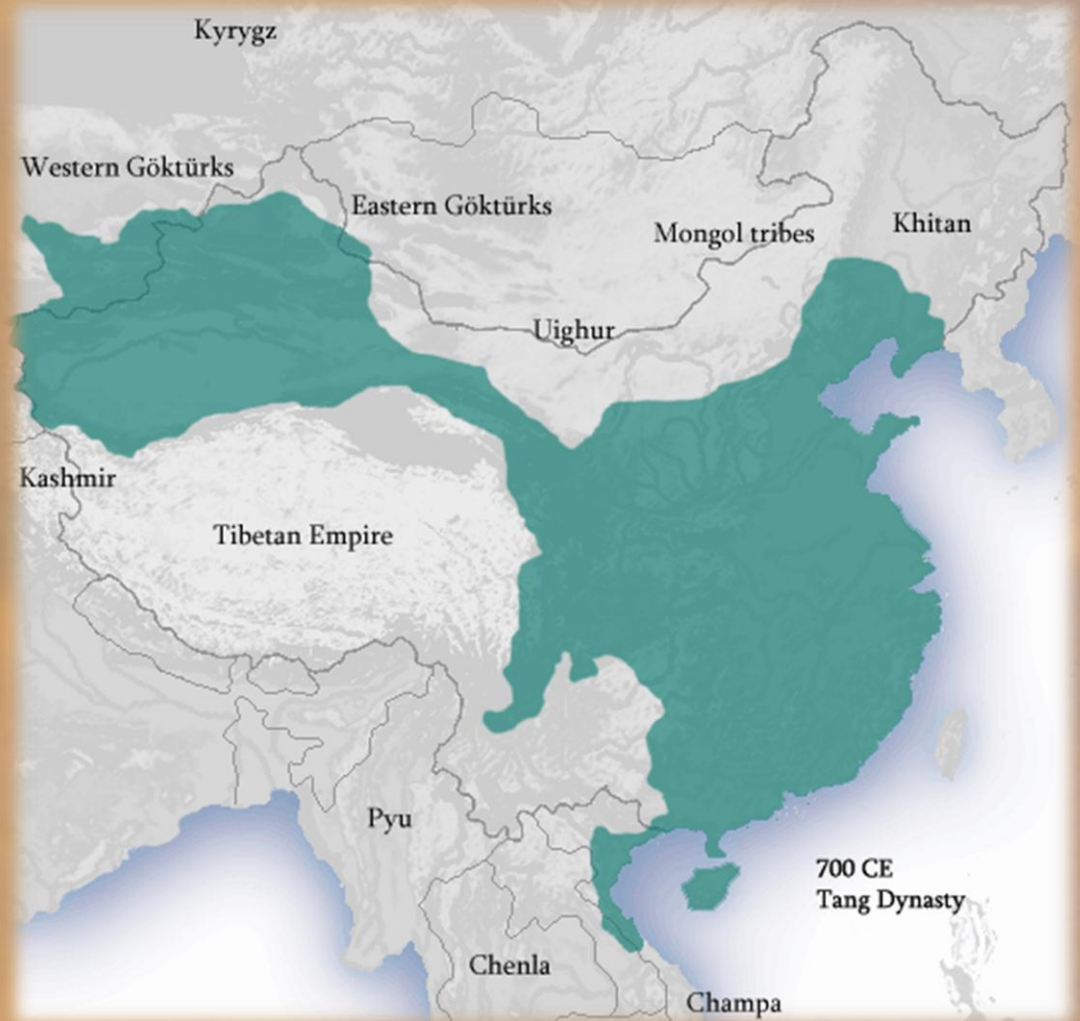 Kyrygz
Western Göktürks
Eastern Göktürks
Mongol tribes
Khitan
Uighur
Kashmir
Tibetan Empire
Pyu
700 CE
Tang Dynasty
Chenla
Champa